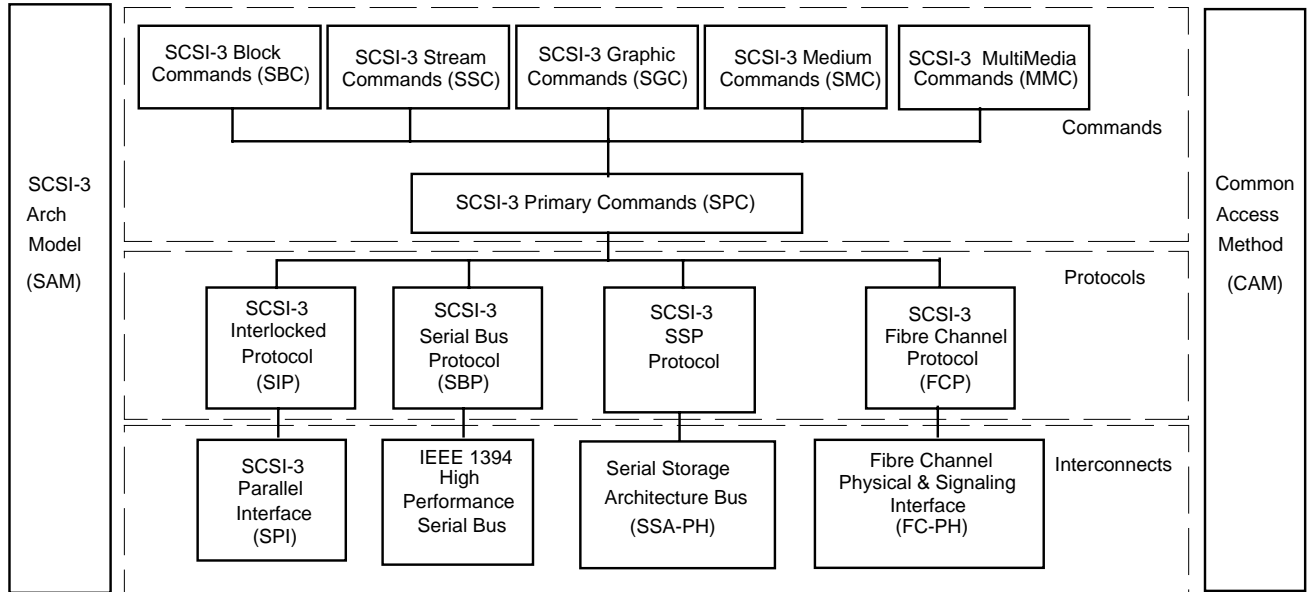 SCSI-3 Block
Commands (SBC)
SCSI-3 Stream
Commands (SSC)
SCSI-3 Graphic
Commands (SGC)
SCSI-3 Medium
Commands (SMC)
SCSI-3 MultiMedia
Commands (MMC)
Commands
SCSI-3 Primary Commands (SPC)
SCSI-3
Arch
Model
(SAM)
Common
Access
Method
(CAM)
Protocols
SCSI-3
Interlocked
Protocol
(SIP)
SCSI-3
Serial Bus
Protocol
(SBP)
SCSI-3
SSP
Protocol
SCSI-3
Fibre Channel
Protocol
(FCP)
Interconnects
SCSI-3
Parallel
Interface
(SPI)
IEEE 1394
High
Performance
Serial Bus
Serial Storage
Architecture Bus
(SSA-PH)
Fibre Channel
Physical & Signaling
Interface
(FC-PH)